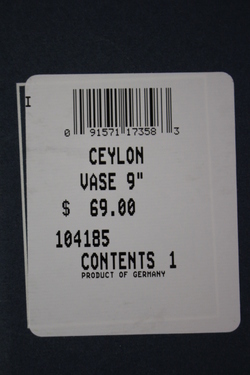 I
0 91571 17358 3
CEYLON
VASE 9"
$ 69.00
104185
CONTENTS 1
PRODUCT OF GERMANY